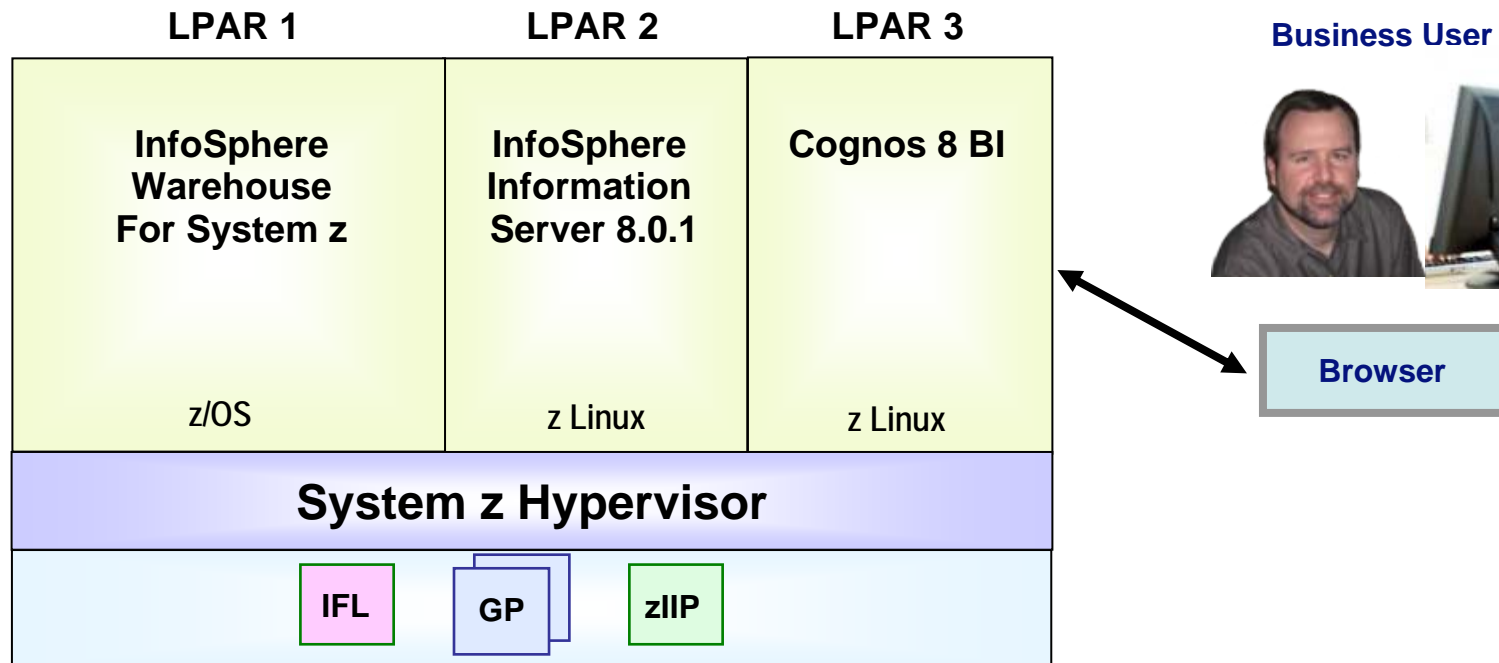 LPAR 1
LPAR 2
LPAR 3
Business User
InfoSphere
Warehouse
For System z
InfoSphere
Information
Server 8.0.1
Cognos 8 BI
z/OS
z Linux
z Linux
Browser
System z Hypervisor
IFL
GP
zIIP